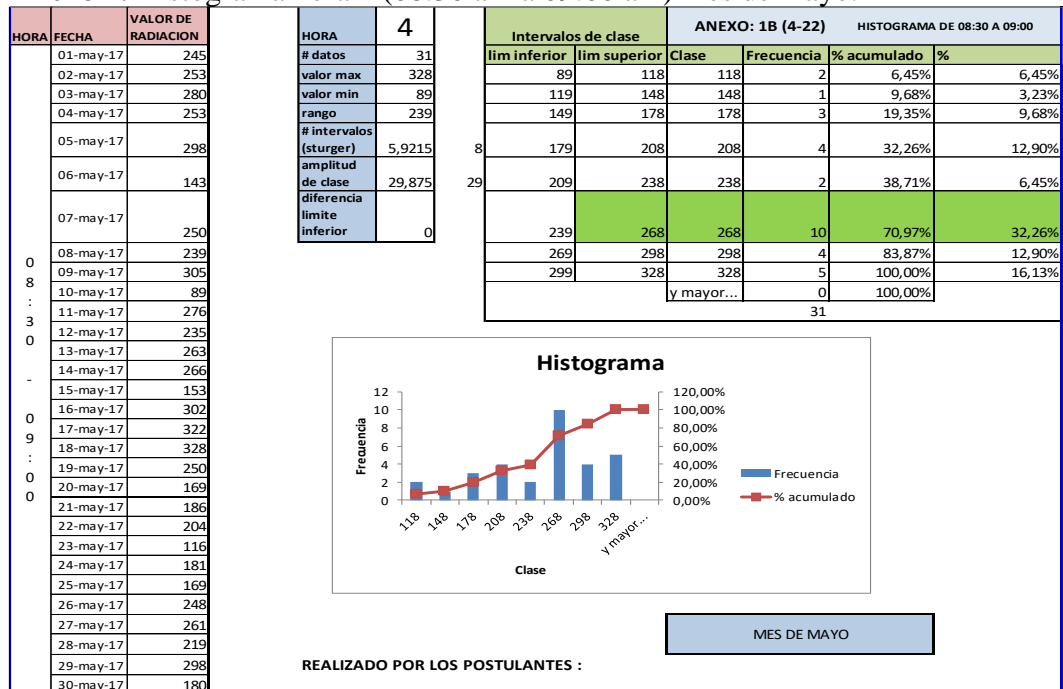 HORA FECHA VALOR DE RADIACION
08:30 - 09:00
01-may-17 245
02-may-17 253
03-may-17 280
04-may-17 253
05-may-17 298
06-may-17 143
07-may-17 250
08-may-17 239
09-may-17 305
10-may-17 89
11-may-17 276
12-may-17 235
13-may-17 263
14-may-17 266
15-may-17 153
16-may-17 302
17-may-17 322
18-may-17 328
19-may-17 250
20-may-17 169
21-may-17 186
22-may-17 204
23-may-17 116
24-may-17 181
25-may-17 169
26-may-17 248
27-may-17 261
28-may-17 219
29-may-17 298
30-may-17 180
HORA 4
# datos 31
valor max 328
valor min 89
rango 239
# intervalos (sturger) 5,9215 8
amplitud de clase 29,875 29
diferencia limite inferior 0
Intervalos de clase ANEXO: 1B (4-22) HISTOGRAMA DE 08:30 A 09:00
lim inferior lim superior Clase Frecuencia % acumulado %
89 118 118 2 6,45% 6,45%
119 148 148 1 9,68% 3,23%
149 178 178 3 19,35% 9,68%
179 208 208 4 32,26% 12,90%
209 238 238 2 38,71% 6,45%
239 268 268 10 70,97% 32,26%
269 298 298 4 83,87% 12,90%
299 328 328 5 100,00% 16,13%
y mayor... 0 100,00%
31
Histograma
Frecuencia
12
10
8
6
4
2
0
120,00%
100,00%
80,00%
60,00%
40,00%
20,00%
0,00%
118 148 178 208 238 268 298 328 y mayor...
Clase
Frecuencia
% acumulado
MES DE MAYO
REALIZADO POR LOS POSTULANTES :